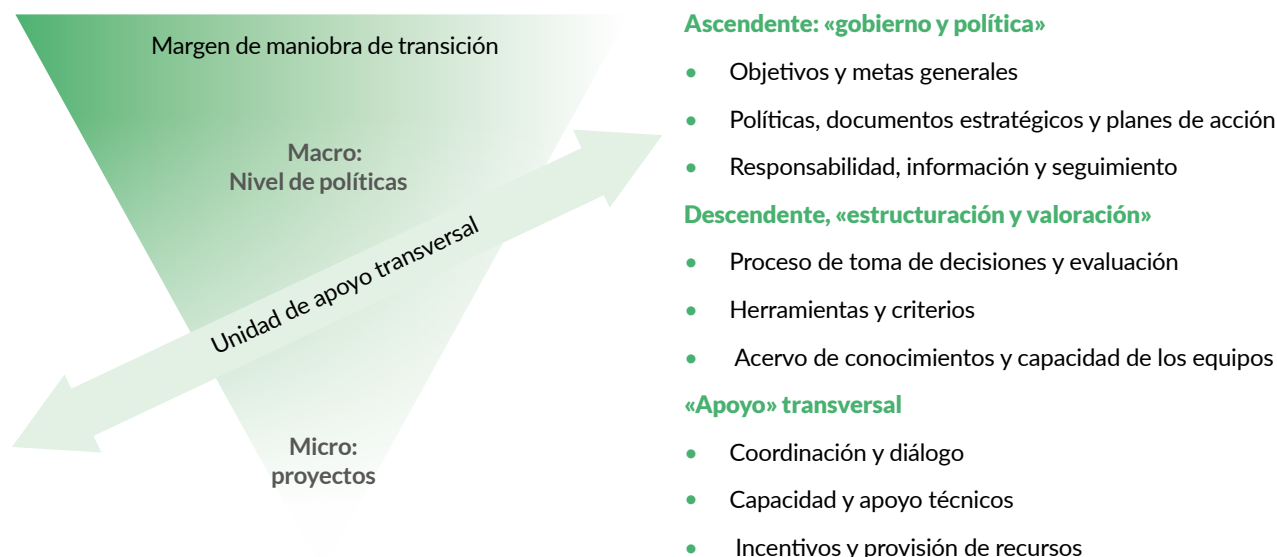 Margen de maniobra de transición
Macro:
Nivel de políticas
Unidad de apoyo transversal
Micro:
proyectos
Ascendente: «gobierno y política»
• Objetivos y metas generales
• Políticas, documentos estratégicos y planes de acción
• Responsabilidad, información y seguimiento
Descendente, «estructuración y valoración»
• Proceso de toma de decisiones y evaluación
• Herramientas y criterios
• Acervo de conocimientos y capacidad de los equipos
«Apoyo» transversal
• Coordinación y diálogo
• Capacidad y apoyo técnicos
• Incentivos y provisión de recursos